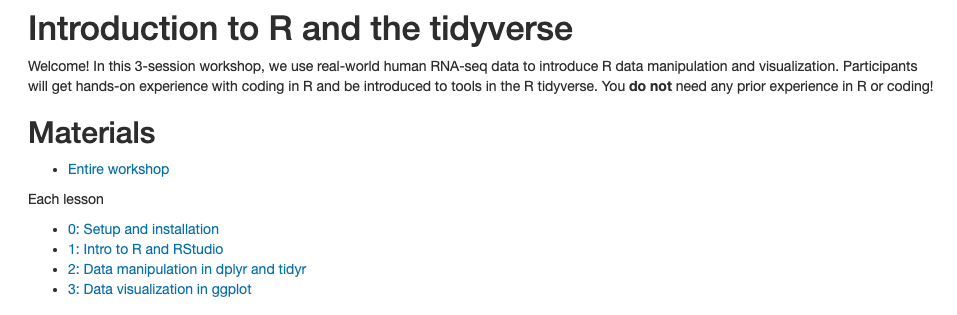 Introduction to R and the tidyverse
Welcome! In this 3-session workshop, we use real-world human RNA-seq data to introduce R data manipulation and visualization. Participants
will get hands-on experience with coding in R and be introduced to tools in the R tidyverse. You do not need any prior experience in R or coding!
Materials
• Entire workshop
Each lesson
• 0: Setup and installation
• 1: Intro to R and RStudio
• 2: Data manipulation in dplyr and tidyr
• 3: Data visualization in ggplot